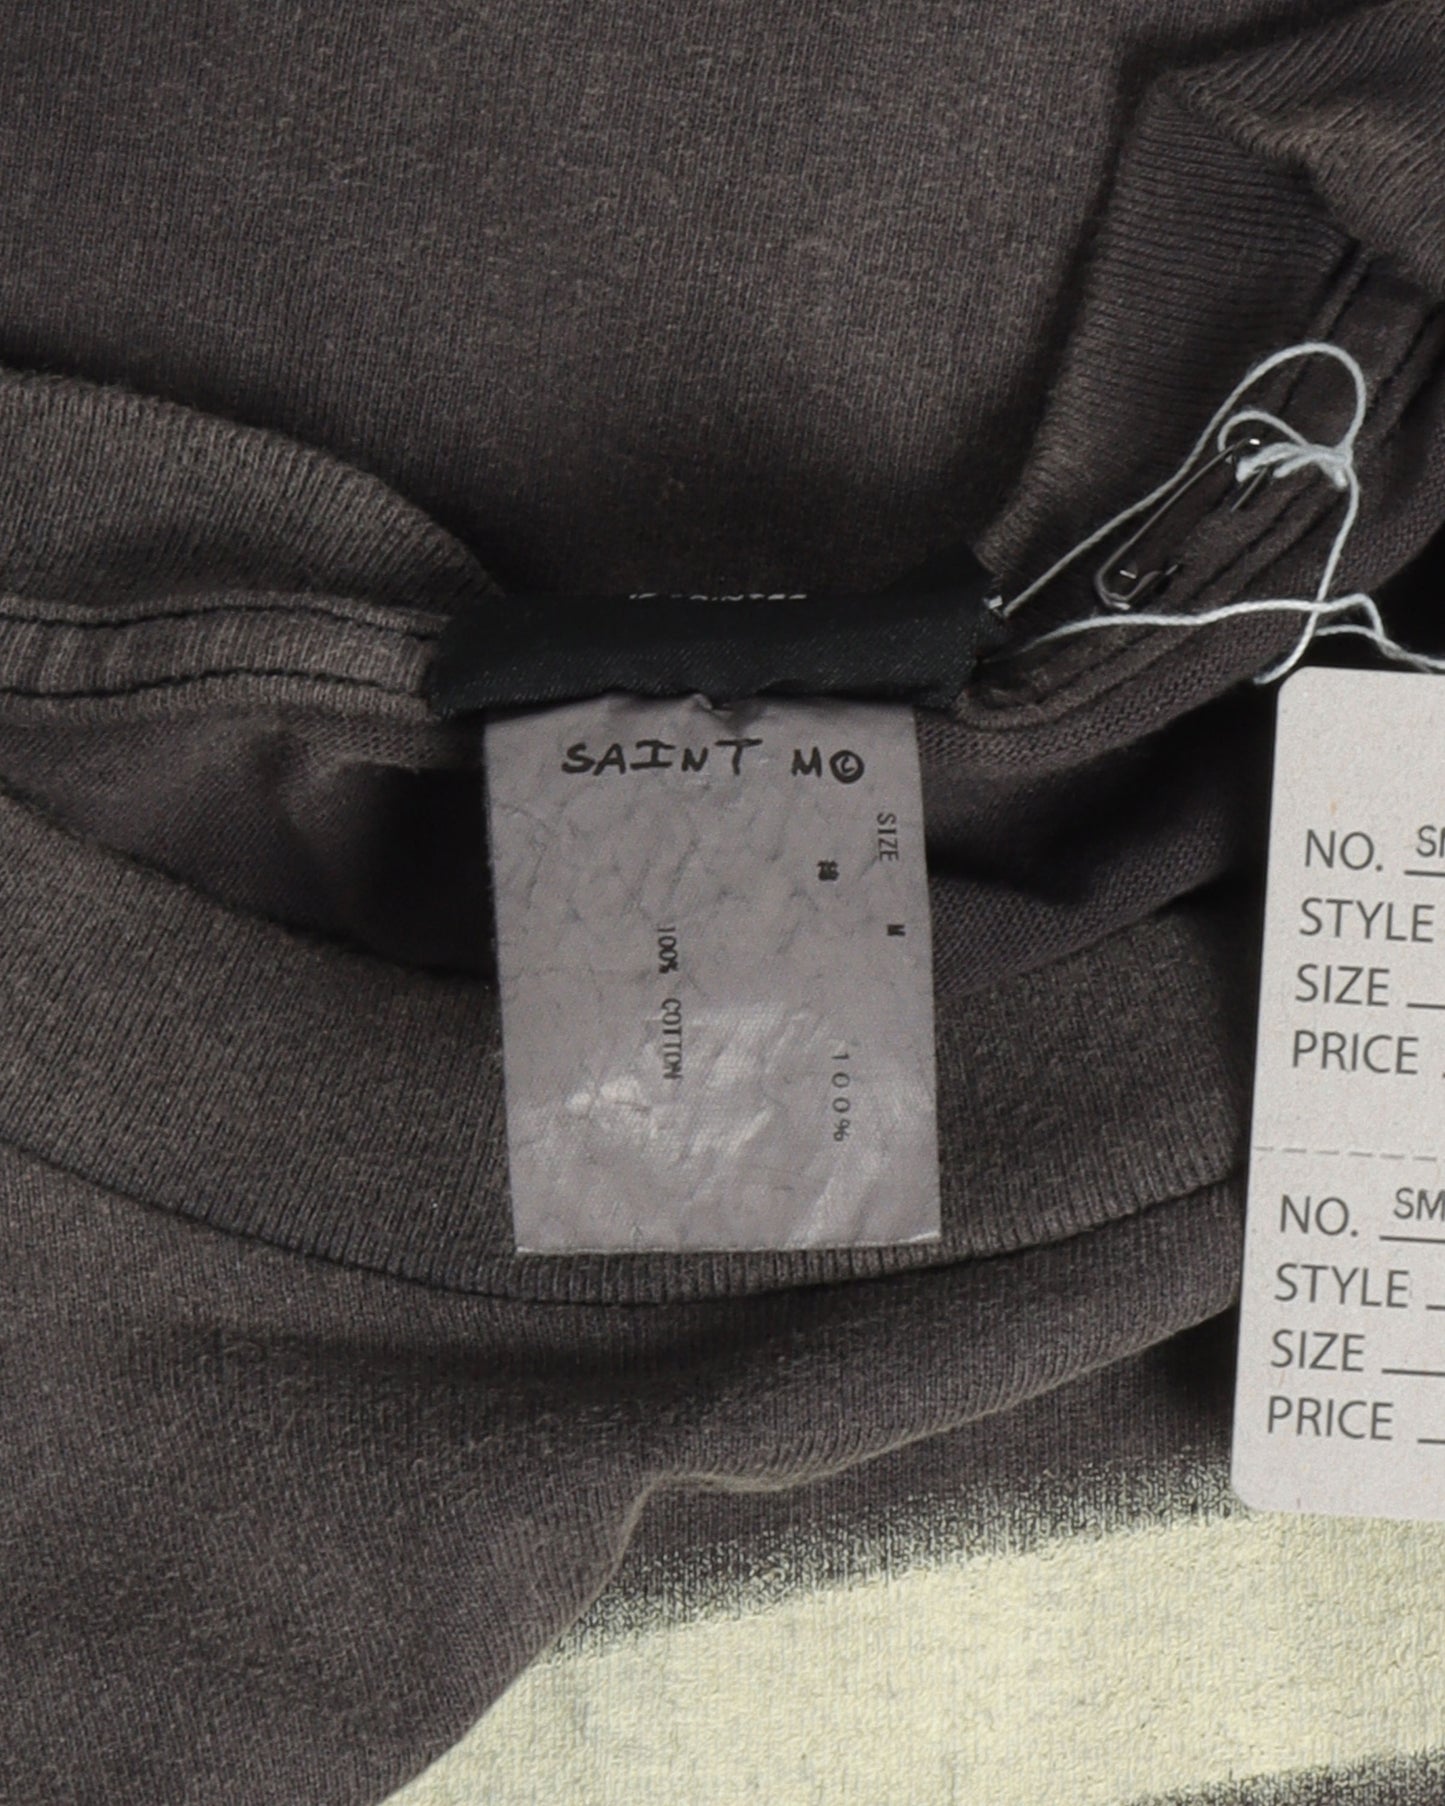 SAINT M©
SIZE
M
100% COTTON
100%
NO. SM
STYLE
SIZE
PRICE
NO. SM
STYLE
SIZE
PRICE